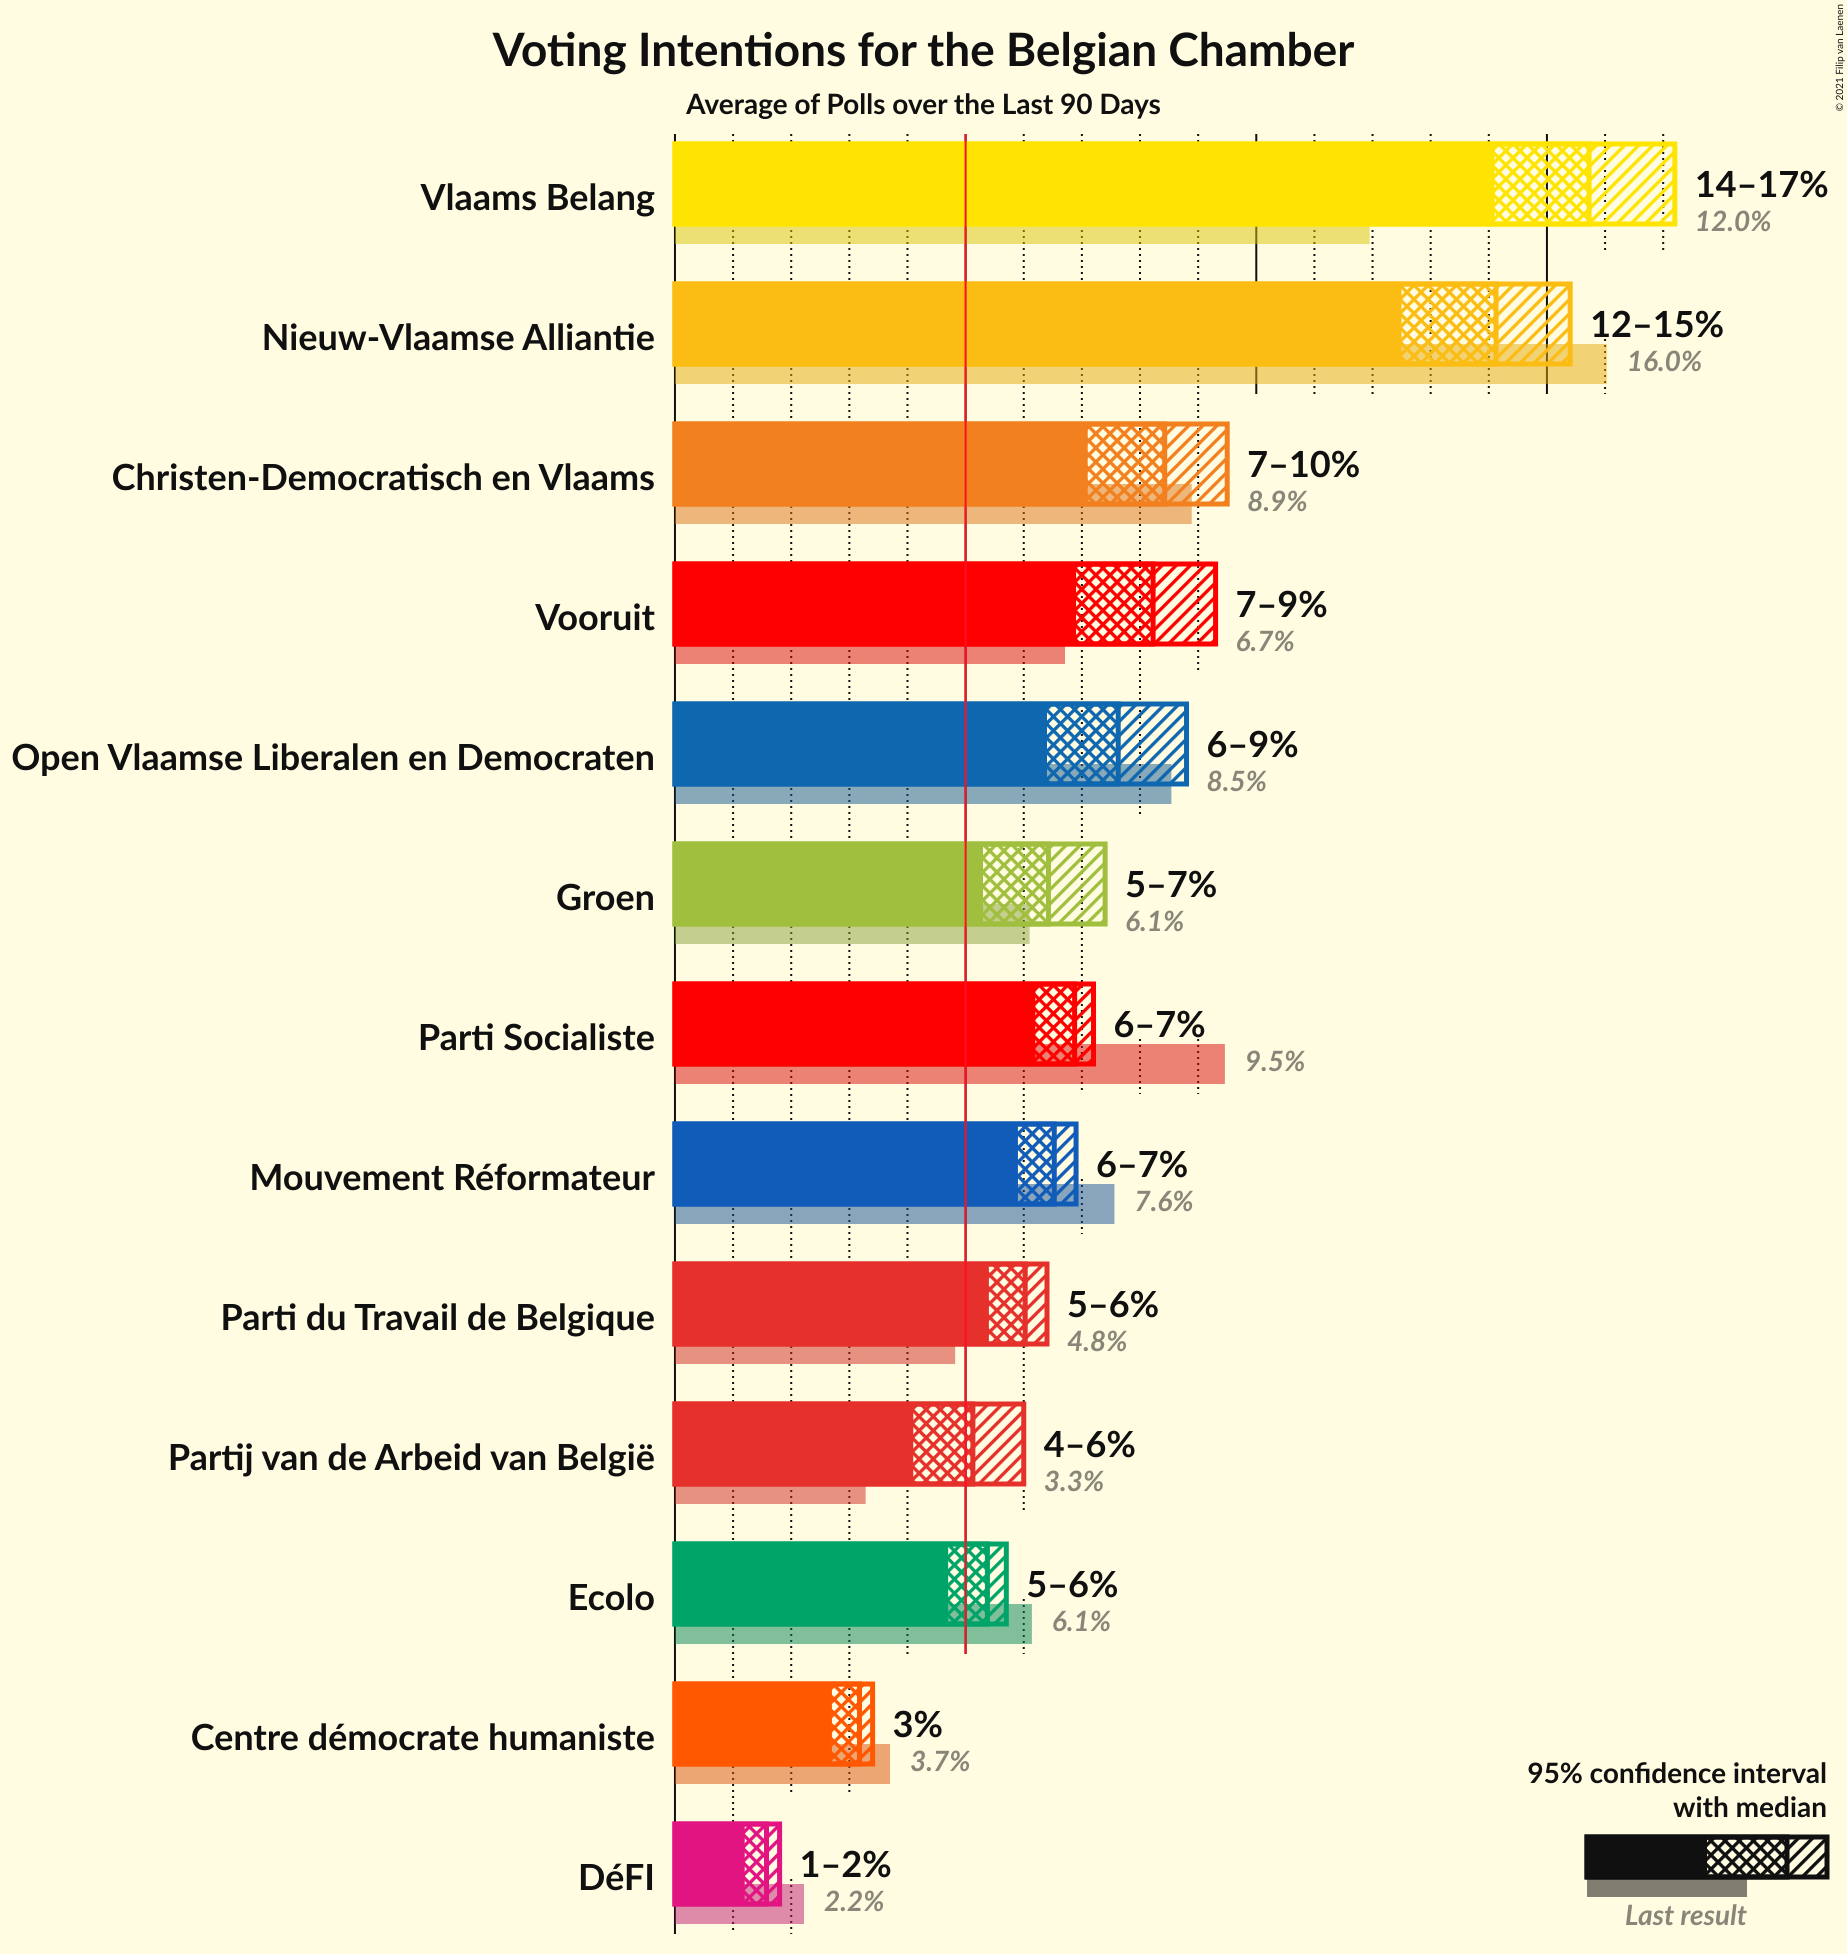 Voting Intentions for the Belgian Chamber
Average of Polls over the Last 90 Days
© 2021 Filip van Laenen
Vlaams Belang
14–17%
12.0%
Nieuw-Vlaamse Alliantie
12–15%
16.0%
Christen-Democratisch en Vlaams
7–10%
8.9%
Vooruit
7–9%
6.7%
Open Vlaamse Liberalen en Democraten
6–9%
8.5%
Groen
5–7%
6.1%
Parti Socialiste
6–7%
9.5%
Mouvement Réformateur
6–7%
7.6%
Parti du Travail de Belgique
5–6%
4.8%
Partij van de Arbeid van België
4–6%
3.3%
Ecolo
5–6%
6.1%
Centre démocrate humaniste
3%
3.7%
DéFI
1–2%
2.2%
95% confidence interval
with median
Last result